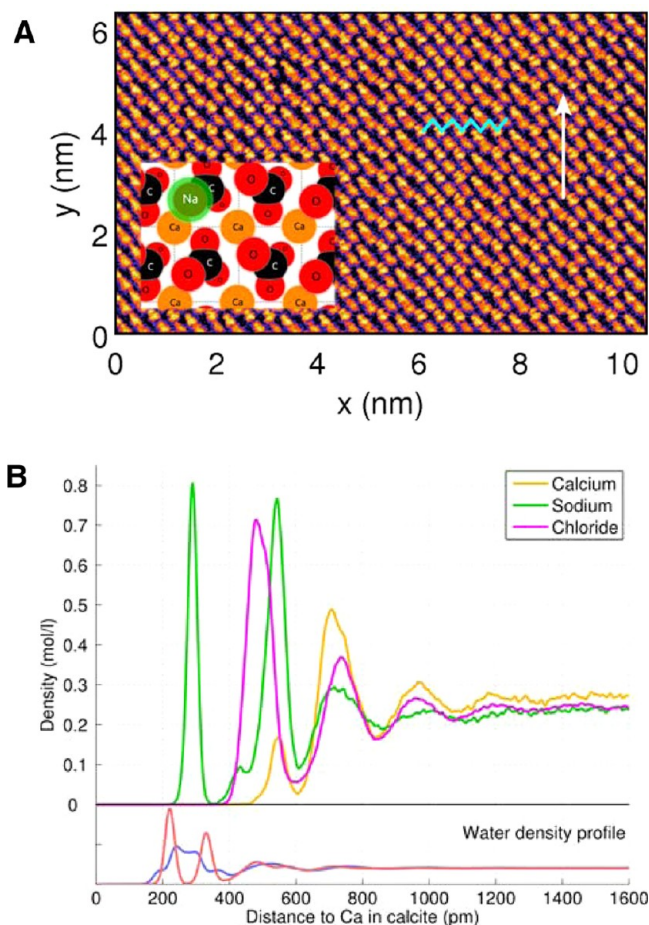 A
6
4
2
0
y (nm)
C
O
O
Na
C
O
O
O
O
O
Ca
Ca
Ca
O
O
O
C
O
C
O
C
O
O
O
Ca
Ca
Ca
0 2 4 6 8 10
x (nm)
B
0.8
0.7
0.6
0.5
0.4
0.3
0.2
0.1
0
Density (mol/l)
Calcium
Sodium
Chloride
Water density profile
0 200 400 600 800 1000 1200 1400 1600
Distance to Ca in calcite (pm)